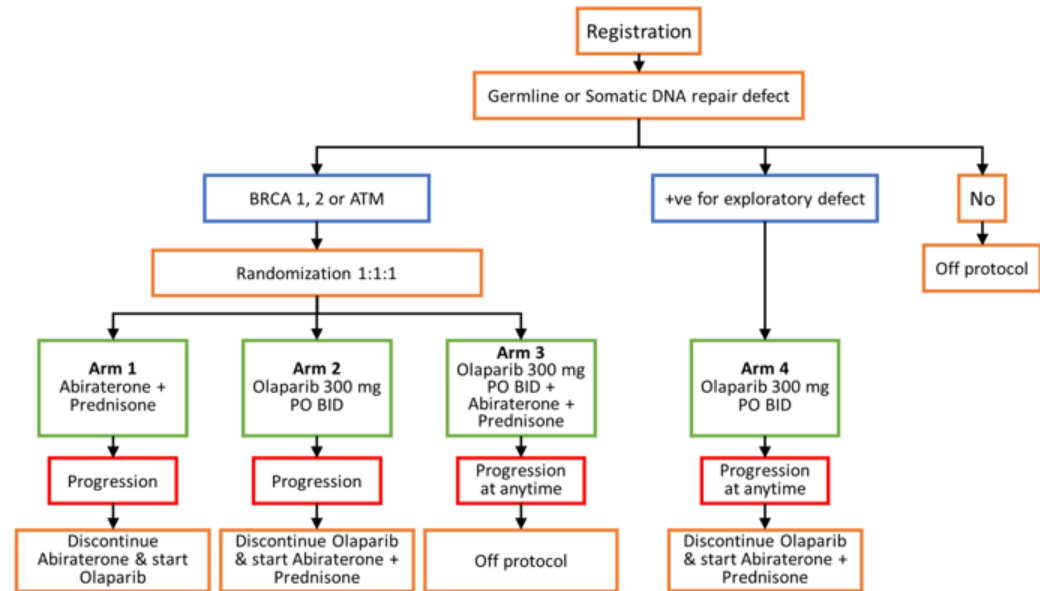 Registration
Germline or Somatic DNA repair defect
BRCA 1, 2 or ATM
+ve for exploratory defect
No
Randomization 1:1:1
Off protocol
Arm 1
Abiraterone +
Prednisone
Arm 2
Olaparib 300 mg
PO BID
Arm 3
Olaparib 300 mg
PO BID +
Abiraterone +
Prednisone
Arm 4
Olaparib 300 mg
PO BID
Progression
Progression
Progression
at anytime
Progression
at anytime
Discontinue
Abiraterone & start
Olaparib
Discontinue Olaparib
& start Abiraterone +
Prednisone
Off protocol
Discontinue Olaparib
& start Abiraterone +
Prednisone